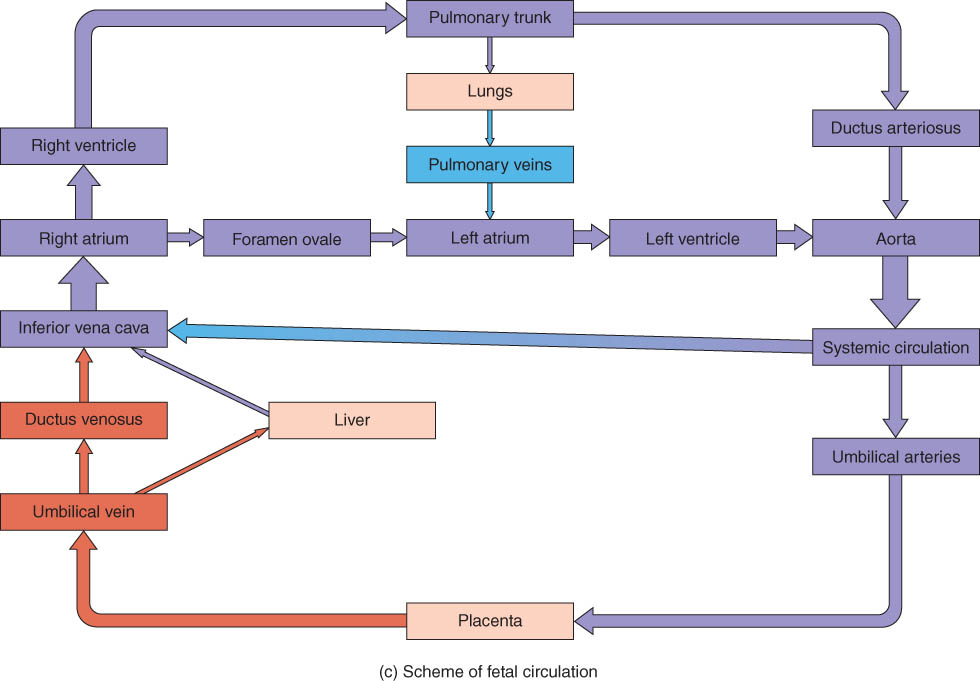 Pulmonary trunk
Lungs
Ductus arteriosus
Right ventricle
Pulmonary veins
Right atrium
Foramen ovale
Left atrium
Left ventricle
Aorta
Inferior vena cava
Systemic circulation
Ductus venosus
Liver
Umbilical arteries
Umbilical vein
Placenta
(c) Scheme of fetal circulation